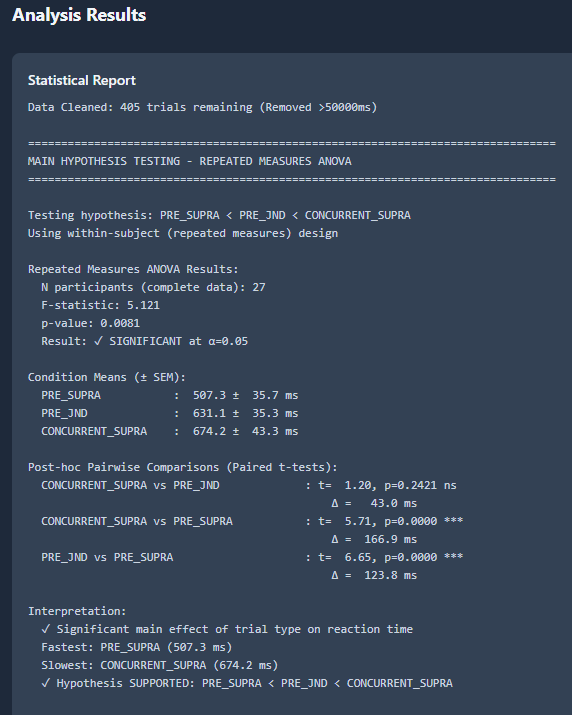 Analysis Results
Statistical Report
Data Cleaned: 405 trials remaining (Removed >50000ms)
================================================================================
MAIN HYPOTHESIS TESTING - REPEATED MEASURES ANOVA
================================================================================
Testing hypothesis: PRE_SUPRA < PRE_JND < CONCURRENT_SUPRA
Using within-subject (repeated measures) design
Repeated Measures ANOVA Results:
N participants (complete data): 27
F-statistic: 5.121
p-value: 0.0081
Result: ✓ SIGNIFICANT at α=0.05
Condition Means (± SEM):
PRE_SUPRA : 507.3 ± 35.7 ms
PRE_JND : 631.1 ± 35.3 ms
CONCURRENT_SUPRA : 674.2 ± 43.3 ms
Post-hoc Pairwise Comparisons (Paired t-tests):
CONCURRENT_SUPRA vs PRE_JND : t= 1.20, p=0.2421 ns
Δ = 43.0 ms
CONCURRENT_SUPRA vs PRE_SUPRA : t= 5.71, p=0.0000 ***
Δ = 166.9 ms
PRE_JND vs PRE_SUPRA : t= 6.65, p=0.0000 ***
Δ = 123.8 ms
Interpretation:
✓ Significant main effect of trial type on reaction time
Fastest: PRE_SUPRA (507.3 ms)
Slowest: CONCURRENT_SUPRA (674.2 ms)
✓ Hypothesis SUPPORTED: PRE_SUPRA < PRE_JND < CONCURRENT_SUPRA